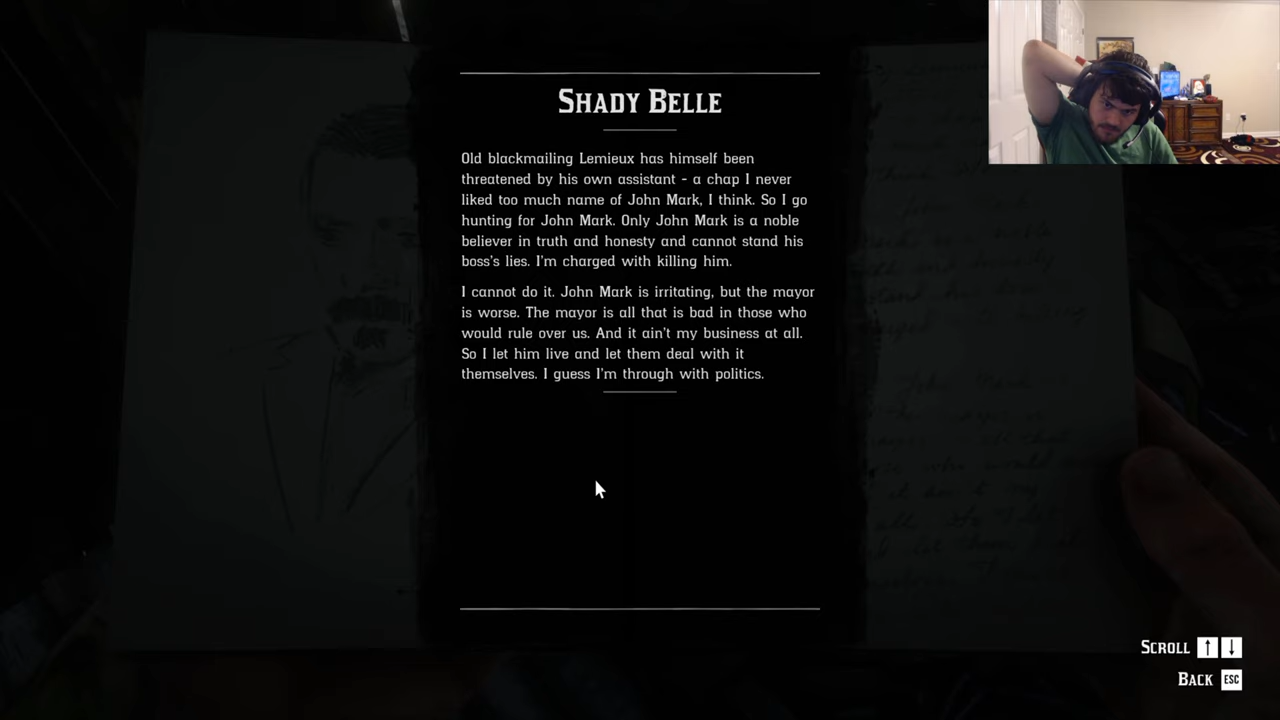 SHADY BELLE
Old blackmailing Lemieux has himself been
threatened by his own assistant - a chap I never
liked too much name of John Mark, I think. So I go
hunting for John Mark. Only John Mark is a noble
believer in truth and honesty and cannot stand his
boss's lies. I'm charged with killing him.
I cannot do it. John Mark is irritating, but the mayor
is worse. The mayor is all that is bad in those who
would rule over us. And it ain't my business at all.
So I let him live and let them deal with it
themselves. I guess I'm through with politics.
SCROLL ↑ ↓
BACK ESC